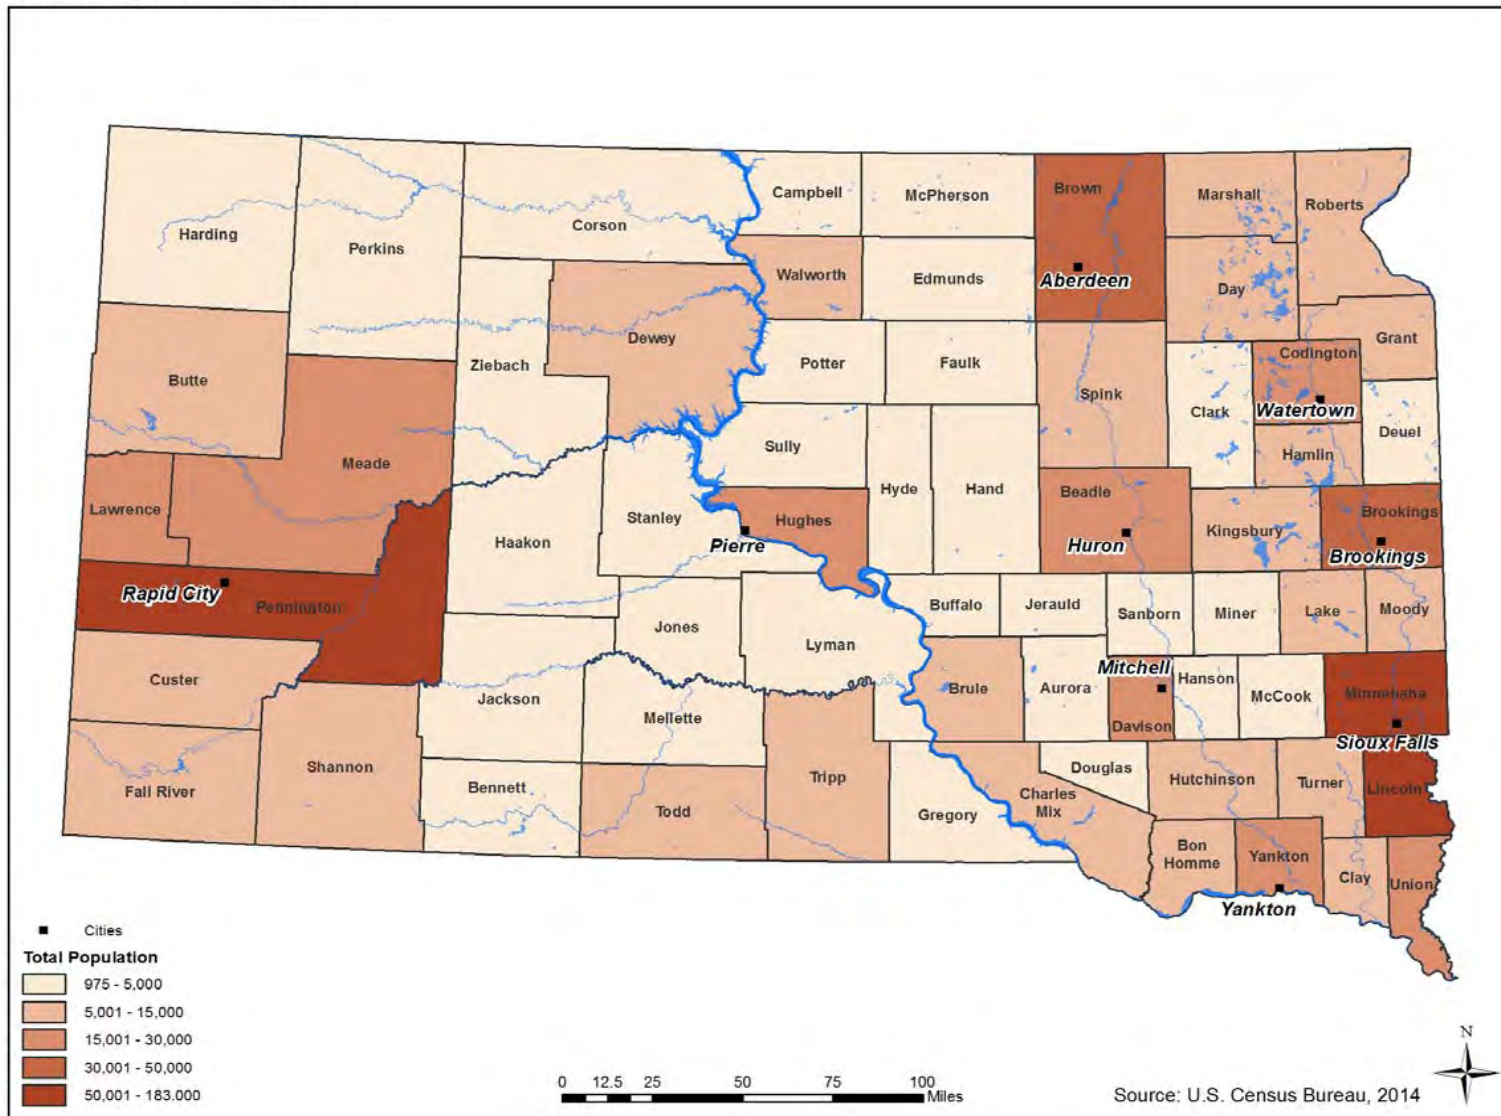 Campbell
McPherson
Brown
Marshall
Roberts
Harding
Perkins
Corson
Walworth
Edmunds
Aberdeen
Day
Dewey
Ziebach
Potter
Faulk
Spink
Codington
Grant
Butte
Clark
Watertown
Deuel
Meade
Sully
Hamlin
Lawrence
Haakon
Stanley
Pierre
Hughes
Hyde
Hand
Beadle
Huron
Kingsbury
Brookings
Brookings
Rapid City
Pennington
Jones
Lyman
Buffalo
Jerauld
Sanborn
Miner
Lake
Moody
Custer
Jackson
Mellette
Brule
Aurora
Mitchell
Davison
Hanson
McCook
Minnehaha
Sioux Falls
Fall River
Shannon
Bennett
Todd
Tripp
Gregory
Charles
Mix
Douglas
Hutchinson
Turner
Lincoln
Bon
Homme
Yankton
Yankton
Clay
Union
Cities
Total Population
975 - 5,000
5,001 - 15,000
15,001 - 30,000
30,001 - 50,000
50,001 - 183.000
0 12.5 25 50 75 100
Miles
N
Source: U.S. Census Bureau, 2014